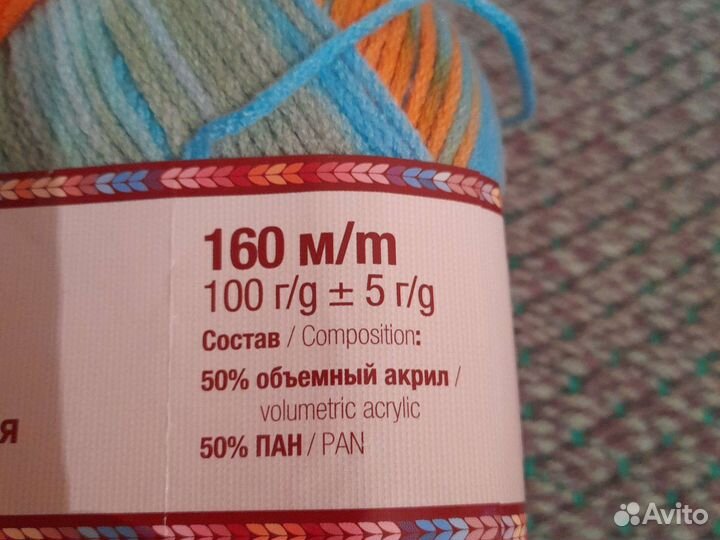 160 м/m
100 г/g ± 5 г/g
Состав / Composition:
50% объемный акрил /
volumetric acrylic
я
50% ПАН / PAN
Avito